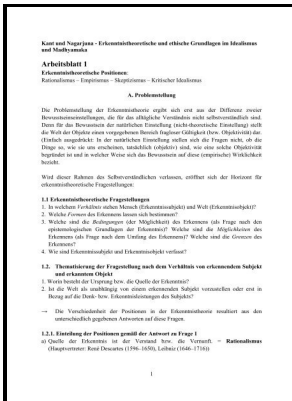 Kant und Nagarjuna - Erkenntnistheoretische und ethische Grundlagen im Idealismus
und Madhyamaka
Arbeitsblatt 1
Erkenntnistheoretische Positionen:
Rationalismus – Empirismus – Skeptizismus – Kritischer Idealismus
A. Problemstellung
Die Problemstellung der Erkenntnistheorie ergibt sich erst aus der Differenz zweier
Bewusstseinseinstellungen, die für das alltägliche Verständnis nicht selbstverständlich sind.
Denn für das Bewusstsein der natürlichen Einstellung (nicht-theoretische Einstellung) stellt
die Welt der Objekte einen vorgegebenen Bereich fragloser Gültigkeit (bzw. Objektivität) dar.
(Einfach ausgedrückt: In der natürlichen Einstellung stellen sich die Fragen nicht, ob die
Dinge so, wie sie uns erscheinen, tatsächlich (objektiv) sind, wie eine solche Objektivität
begründet ist und in welcher Weise sich das Bewusstsein auf diese (empirische) Wirklichkeit
bezieht.
Wird dieser Rahmen des Selbstverständlichen verlassen, eröffnet sich der Horizont für
erkenntnistheoretische Fragestellungen:
1.1 Erkenntnistheoretische Fragestellungen
1. In welchem Verhältnis stehen Mensch (Erkenntnissubjekt) und Welt (Erkenntnisobjekt)?
2. Welche Formen des Erkennens lassen sich bestimmen?
3. Welche sind die Bedingungen (der Möglichkeit) des Erkennens (als Frage nach den
epistemologischen Grundlagen der Erkenntnis)? Welche sind die Möglichkeiten des
Erkennens (als Frage nach dem Umfang des Erkennens)? Welche sind die Grenzen des
Erkennens?
4. Wie sind Erkenntnissubjekt und Erkenntnisobjekt verfasst?
1.2. Thematisierung der Fragestellung nach dem Verhältnis von erkennendem Subjekt
und erkanntem Objekt
1. Worin besteht der Ursprung bzw. die Quelle der Erkenntnis?
2. Ist die Welt als unabhängig von einem erkennenden Subjekt vorzustellen oder erst in
Bezug auf die Denk- bzw. Erkenntnisleistungen des Subjekts?
→ Die Verschiedenheit der Positionen in der Erkenntnistheorie resultiert aus den
unterschiedlich gegebenen Antworten auf diese Fragen.
1.2.1. Einteilung der Positionen gemäß der Antwort zu Frage 1
a) Quelle der Erkenntnis ist der Verstand bzw. die Vernunft. = Rationalismus
(Hauptvertreter: René Descartes (1596–1650), Leibniz (1646–1716))
1